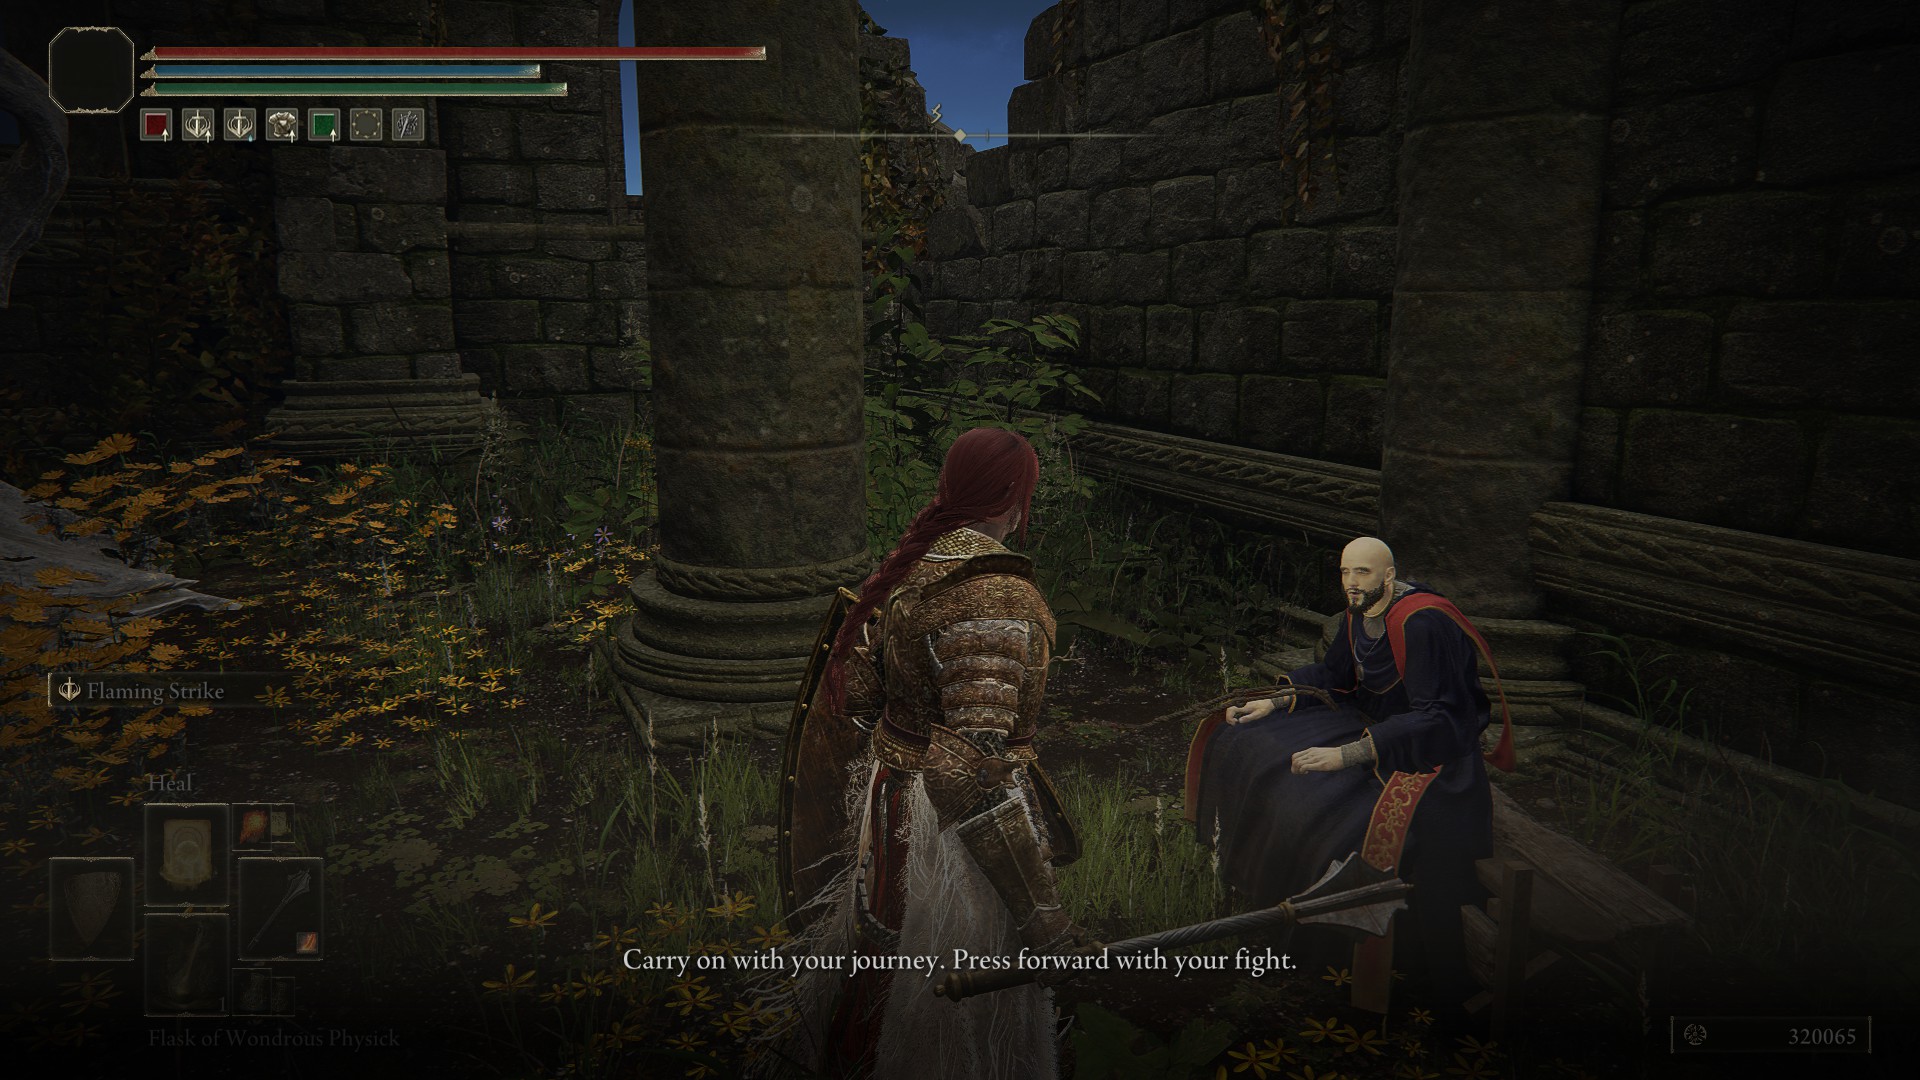 Flaming Strike
Heal
1
Carry on with your journey. Press forward with your fight.
Flask of Wondrous Physick
320065